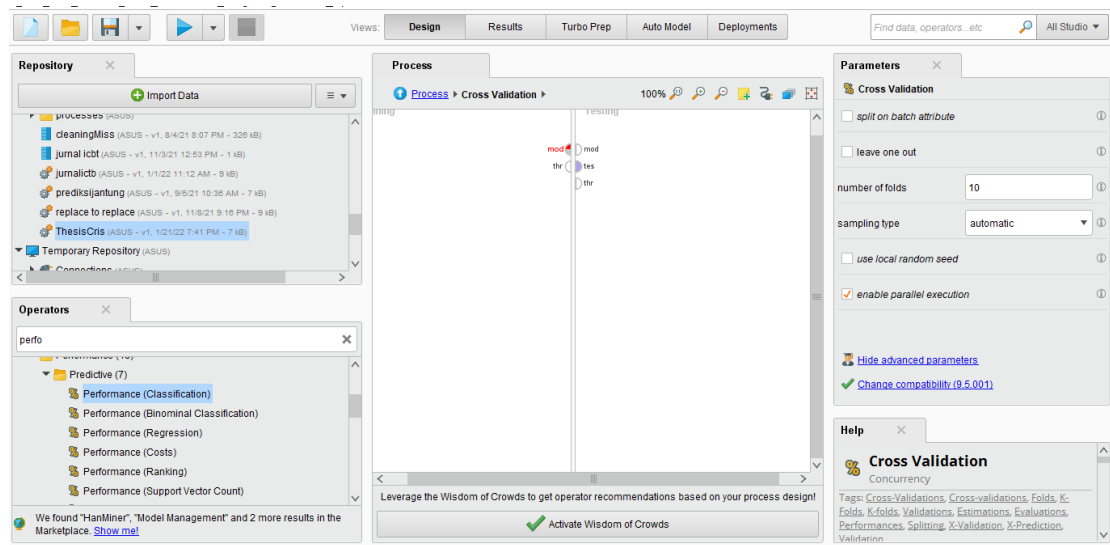 Views:
Design
Results
Turbo Prep
Auto Model
Deployments
Find data, operators...etc
All Studio
Repository
Import Data
processes (ASUS)
cleaningMiss (ASUS - v1, 8/4/21 8:07 PM - 326 kB)
jurnal icbt (ASUS - v1, 11/3/21 12:53 PM - 1 kB)
jurnalictb (ASUS - v1, 1/1/22 11:12 AM - 9 kB)
prediksijantung (ASUS - v1, 9/5/21 10:36 AM - 7 kB)
replace to replace (ASUS - v1, 11/8/21 9:16 PM - 9 kB)
ThesisCris (ASUS - v1, 1/21/22 7:41 PM - 7 kB)
Temporary Repository (ASUS)
Connections (ASUS)
Operators
perfo
Predictive (7)
Performance (Classification)
Performance (Binominal Classification)
Performance (Regression)
Performance (Costs)
Performance (Ranking)
Performance (Support Vector Count)
We found "HanMiner", "Model Management" and 2 more results in the
Marketplace. Show me!
Process
Process Cross Validation
100%
Testing
mod
mod
thr
tes
thr
Leverage the Wisdom of Crowds to get operator recommendations based on your process design!
Activate Wisdom of Crowds
Parameters
Cross Validation
split on batch attribute
leave one out
number of folds
10
sampling type
automatic
use local random seed
enable parallel execution
Hide advanced parameters
Change compatibility (9.5.001)
Help
Cross Validation
Concurrency
Tags: Cross-Validations, Cross-validations, Folds, K-
Folds, K-folds, Validations, Estimations, Evaluations,
Performances, Splitting, X-Validation, X-Prediction,
Validation